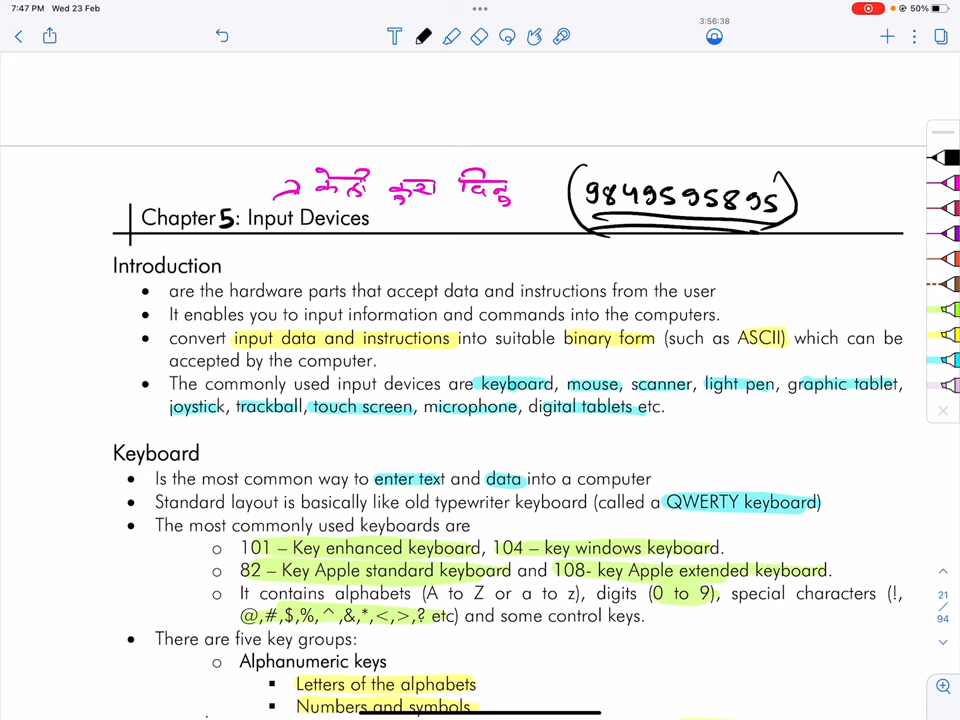 7:47 PM Wed 23 Feb
50%
3:56:38
T
(9849595895)
Chapter 5: Input Devices
Introduction
• are the hardware parts that accept data and instructions from the user
• It enables you to input information and commands into the computers.
• convert input data and instructions into suitable binary form (such as ASCII) which can be
accepted by the computer.
• The commonly used input devices are keyboard, mouse, scanner, light pen, graphic tablet,
joystick, trackball, touch screen, microphone, digital tablets etc.
Keyboard
• Is the most common way to enter text and data into a computer
• Standard layout is basically like old typewriter keyboard (called a QWERTY keyboard)
• The most commonly used keyboards are
o 101 – Key enhanced keyboard, 104 – key windows keyboard.
o 82 – Key Apple standard keyboard and 108- key Apple extended keyboard.
o It contains alphabets (A to Z or a to z), digits (0 to 9), special characters (!,
@,#,$,%,^,&,*,<,>,? etc) and some control keys.
• There are five key groups:
o Alphanumeric keys
▪ Letters of the alphabets
▪ Numbers and symbols
21
/
94